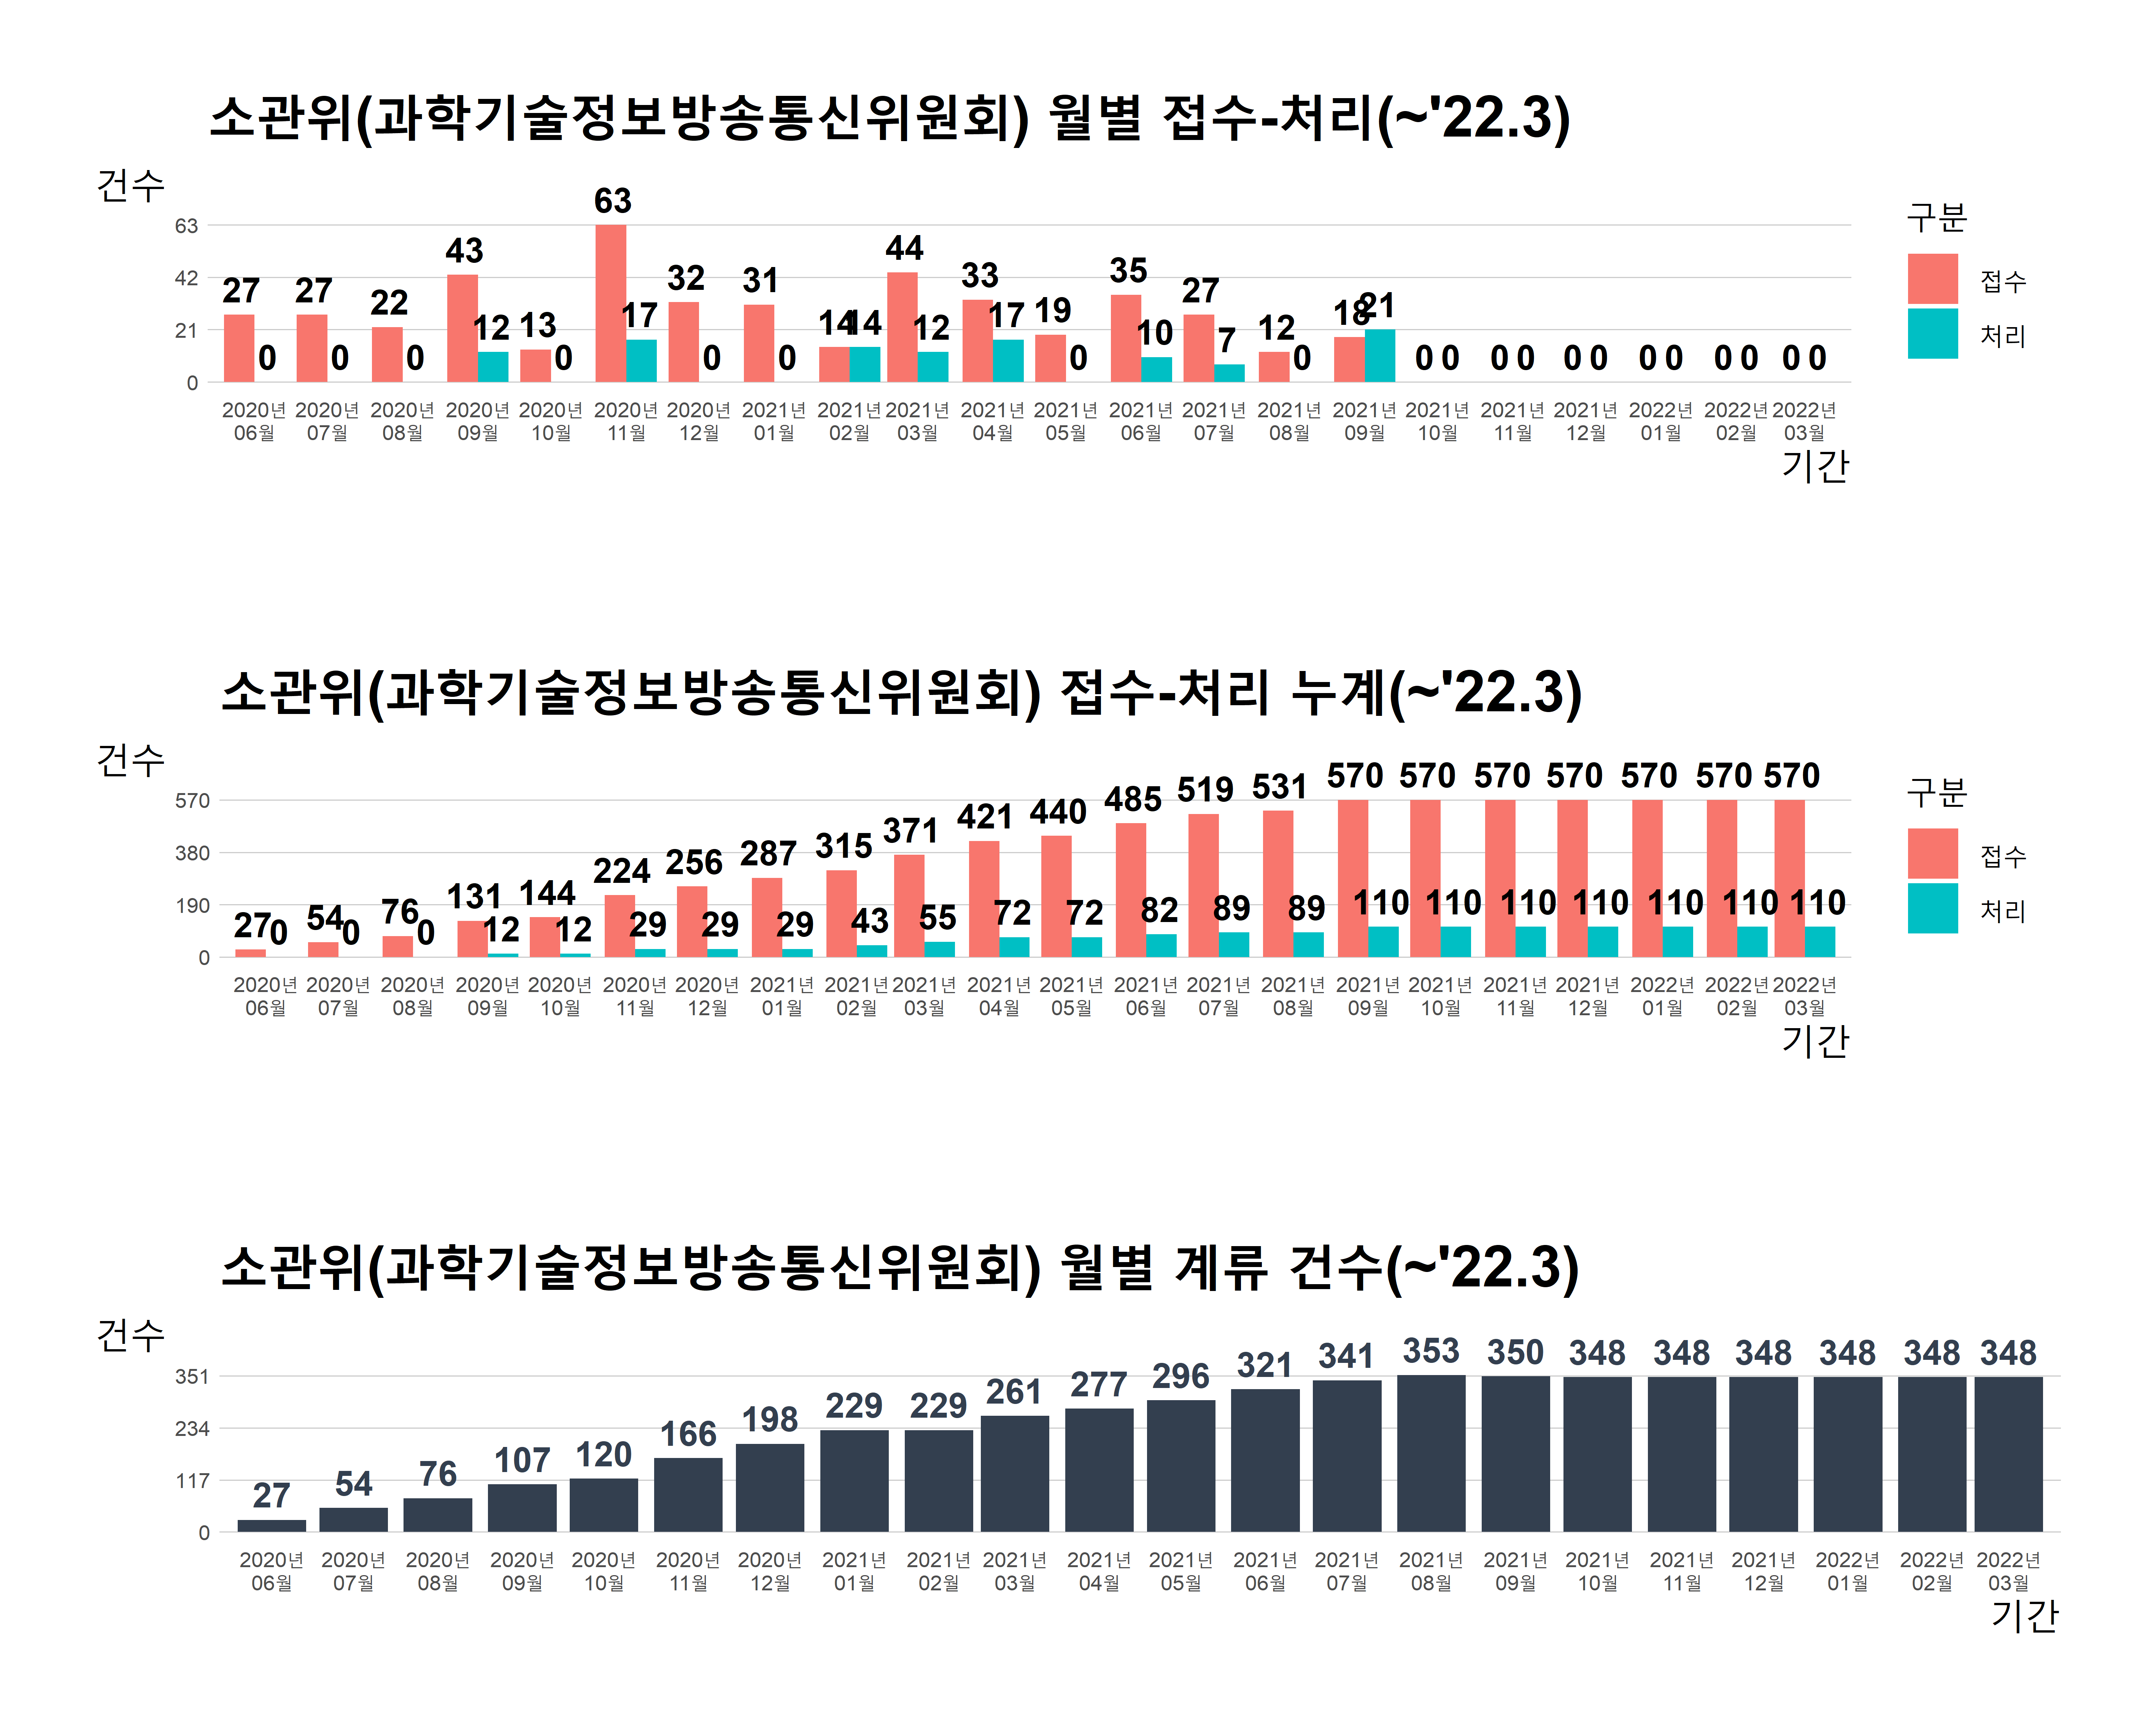 소관위(과학기술정보방송통신위원회) 월별 접수-처리(~'22.3)
건수
63
42
21
0
27 0 27 0 22 0 43 12 13 0 63 17 32 0 31 0 14 14 44 12 33 17 19 0 35 10 27 7 12 0 18 21 0 0 0 0 0 0 0 0 0 0 0 0
2020년 2020년 2020년 2020년 2020년 2020년 2020년 2021년 2021년 2021년 2021년 2021년 2021년 2021년 2021년 2021년 2021년 2021년 2021년 2022년 2022년 2022년
06월 07월 08월 09월 10월 11월 12월 01월 02월 03월 04월 05월 06월 07월 08월 09월 10월 11월 12월 01월 02월 03월
기간
구분
접수
처리
소관위(과학기술정보방송통신위원회) 접수-처리 누계(~'22.3)
건수
570
380
190
0
27 0 54 0 76 0 131 12 144 12 224 29 256 29 287 29 315 43 371 55 421 72 440 72 485 82 519 89 531 89 570 110 570 110 570 110 570 110 570 110 570 110 570 110
2020년 2020년 2020년 2020년 2020년 2020년 2020년 2021년 2021년 2021년 2021년 2021년 2021년 2021년 2021년 2021년 2021년 2021년 2021년 2022년 2022년 2022년
06월 07월 08월 09월 10월 11월 12월 01월 02월 03월 04월 05월 06월 07월 08월 09월 10월 11월 12월 01월 02월 03월
기간
구분
접수
처리
소관위(과학기술정보방송통신위원회) 월별 계류 건수(~'22.3)
건수
351
234
117
0
27 54 76 107 120 166 198 229 229 261 277 296 321 341 353 350 348 348 348 348 348 348
2020년 2020년 2020년 2020년 2020년 2020년 2020년 2021년 2021년 2021년 2021년 2021년 2021년 2021년 2021년 2021년 2021년 2021년 2021년 2022년 2022년 2022년
06월 07월 08월 09월 10월 11월 12월 01월 02월 03월 04월 05월 06월 07월 08월 09월 10월 11월 12월 01월 02월 03월
기간